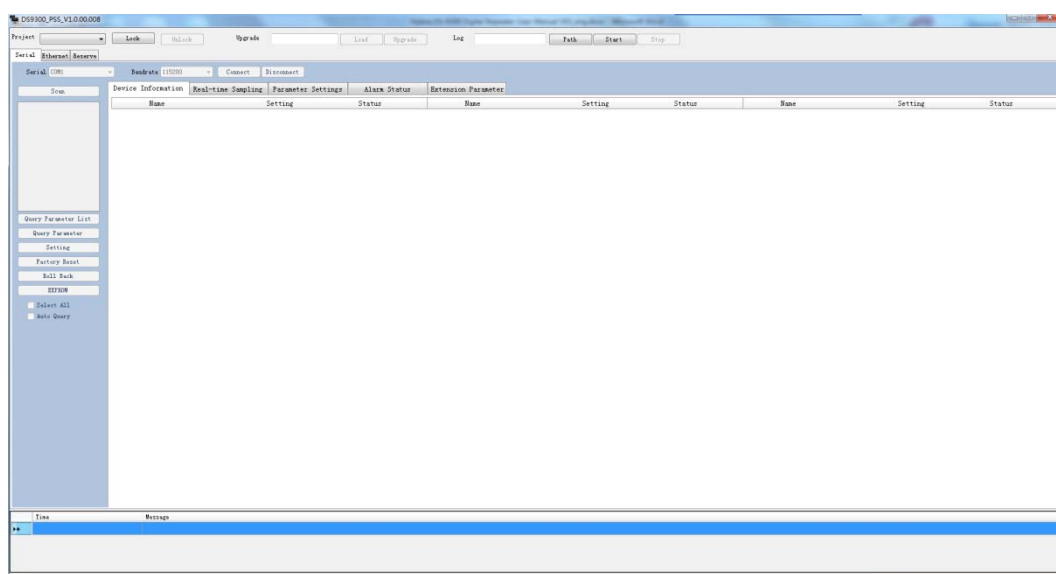 DS9300_PSS_V1.0.00.008
Project Lock UnLock Upgrade Load Upgrade Log Path Start Stop
Serial Ethernet Reserve
Serial COM1 Baudrate 115200 Connect Disconnect
Scan
Device Information Real-time Sampling Parameter Settings Alarm Status Extension Parameter
Name Setting Status Name Setting Status Name Setting Status
Query Parameter List
Query Parameter
Setting
Factory Reset
Roll Back
EEPROM
Select All
Auto Query
Time Message